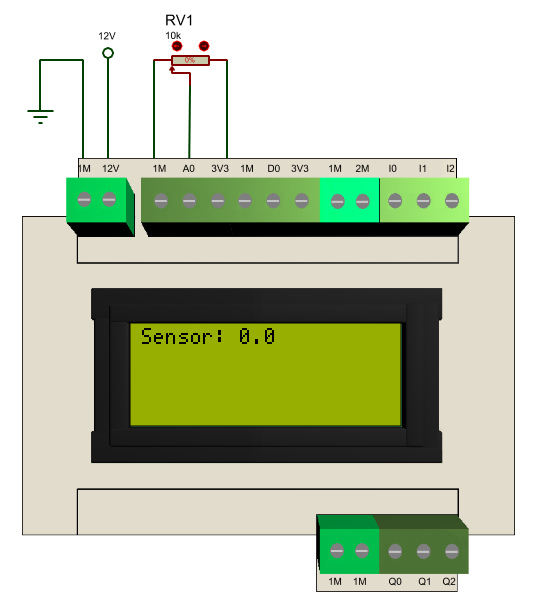 RV1
12V
10k
0%
1M 12V 1M A0 3V3 1M D0 3V3 1M 2M I0 I1 I2
Sensor: 0.0
1M 1M Q0 Q1 Q2